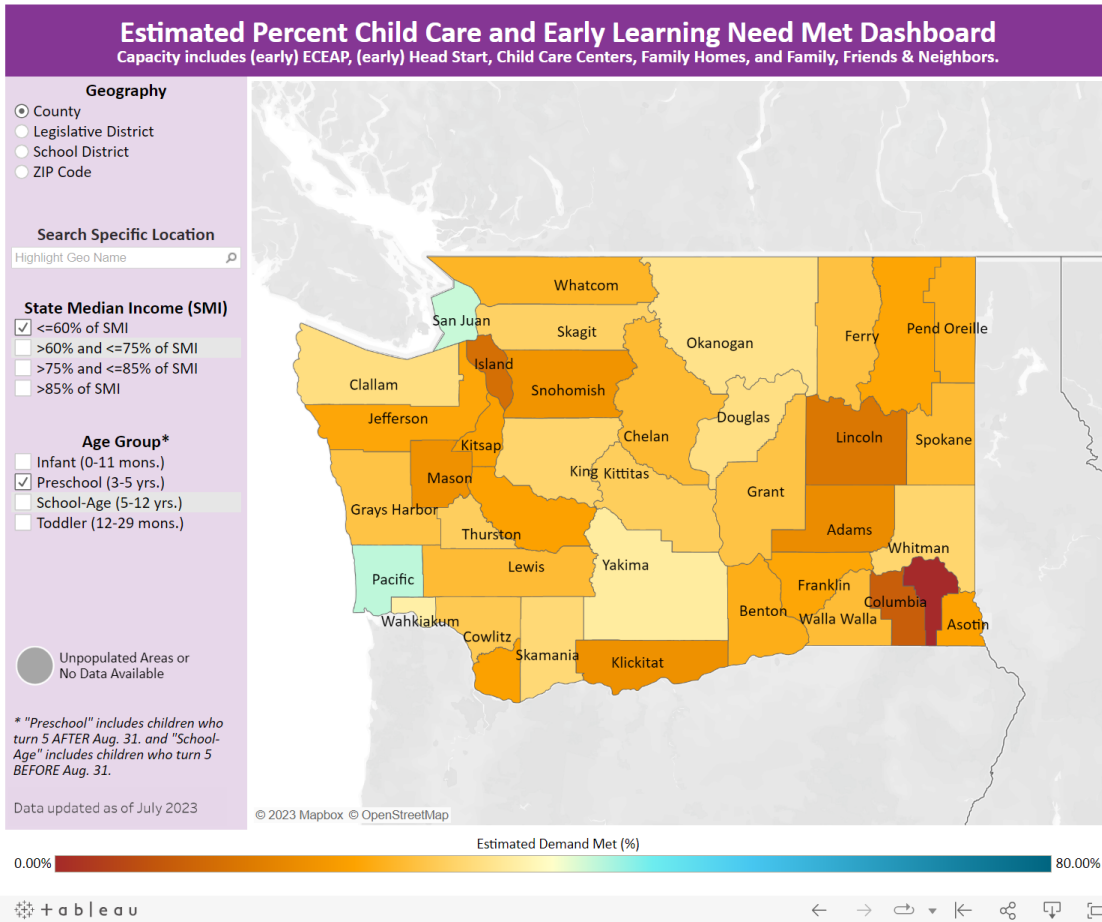 Estimated Percent Child Care and Early Learning Need Met Dashboard
Capacity includes (early) ECEAP, (early) Head Start, Child Care Centers, Family Homes, and Family, Friends & Neighbors.
Geography
County
Legislative District
School District
ZIP Code
Search Specific Location
Highlight Geo Name
State Median Income (SMI)
<=60% of SMI
>60% and <=75% of SMI
>75% and <=85% of SMI
>85% of SMI
Age Group*
Infant (0-11 mons.)
Preschool (3-5 yrs.)
School-Age (5-12 yrs.)
Toddler (12-29 mons.)
Unpopulated Areas or
No Data Available
* "Preschool" includes children who
turn 5 AFTER Aug. 31. and "School-
Age" includes children who turn 5
BEFORE Aug. 31.
Data updated as of July 2023
Whatcom
San Juan
Skagit
Okanogan
Ferry
Pend Oreille
Island
Clallam
Snohomish
Jefferson
Douglas
Chelan
Lincoln
Spokane
Kitsap
King
Kittitas
Mason
Grant
Grays Harbor
Thurston
Adams
Whitman
Lewis
Yakima
Pacific
Franklin
Columbia
Benton
Walla Walla
Asotin
Wahkiakum
Cowlitz
Skamania
Klickitat
© 2023 Mapbox © OpenStreetMap
Estimated Demand Met (%)
0.00%
80.00%
+ a b l e a u